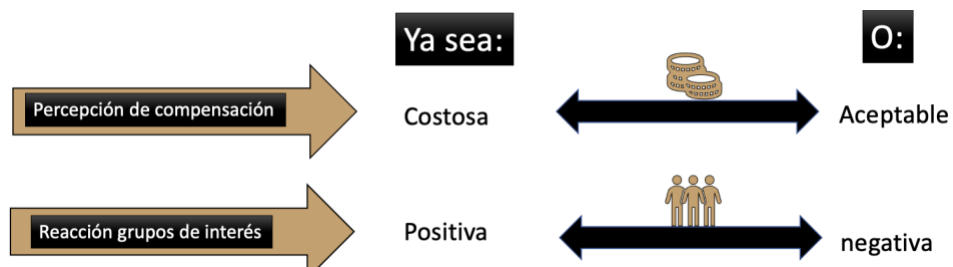 Ya sea:
O:
Percepción de compensación
Costosa
Aceptable
Reacción grupos de interés
Positiva
negativa